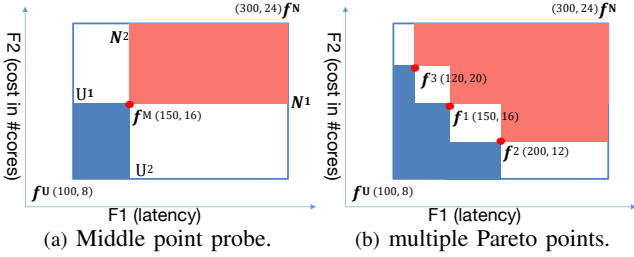 (300, 24) f^N
N^2
F2 (cost in #cores)
U^1
N^1
f^M (150, 16)
U^2
f^U (100, 8)
F1 (latency)
(a) Middle point probe.
(300, 24) f^N
F2 (cost in #cores)
f^3 (120, 20)
f^1 (150, 16)
f^2 (200, 12)
f^U (100, 8)
F1 (latency)
(b) multiple Pareto points.